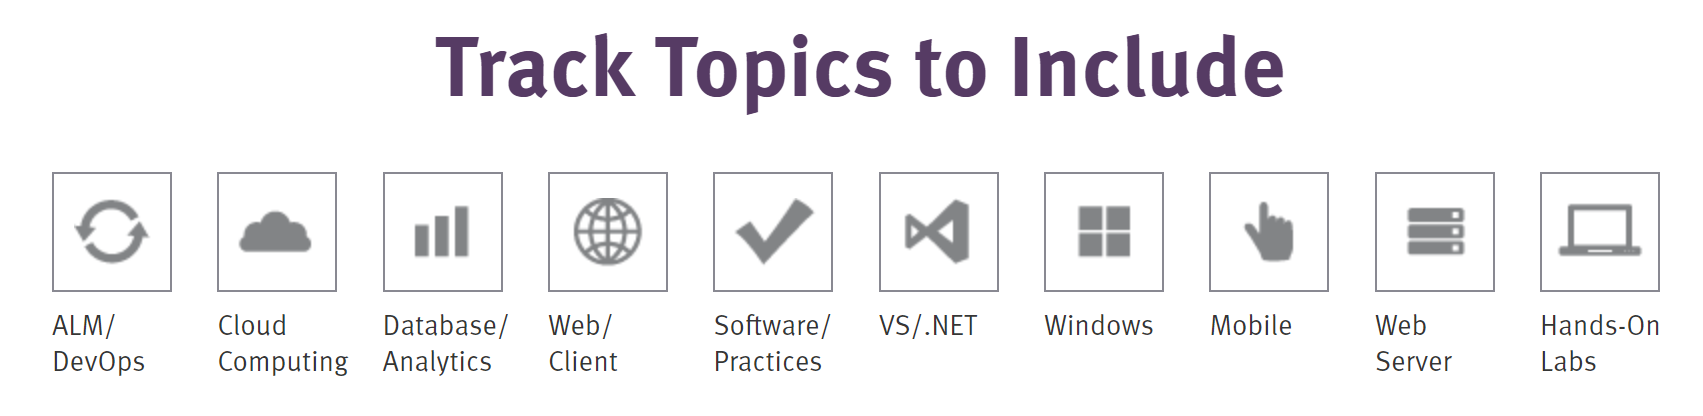 Track Topics to Include
ALM/
DevOps
Cloud
Computing
Database/
Analytics
Web/
Client
Software/
Practices
VS/.NET
Windows
Mobile
Web
Server
Hands-On
Labs